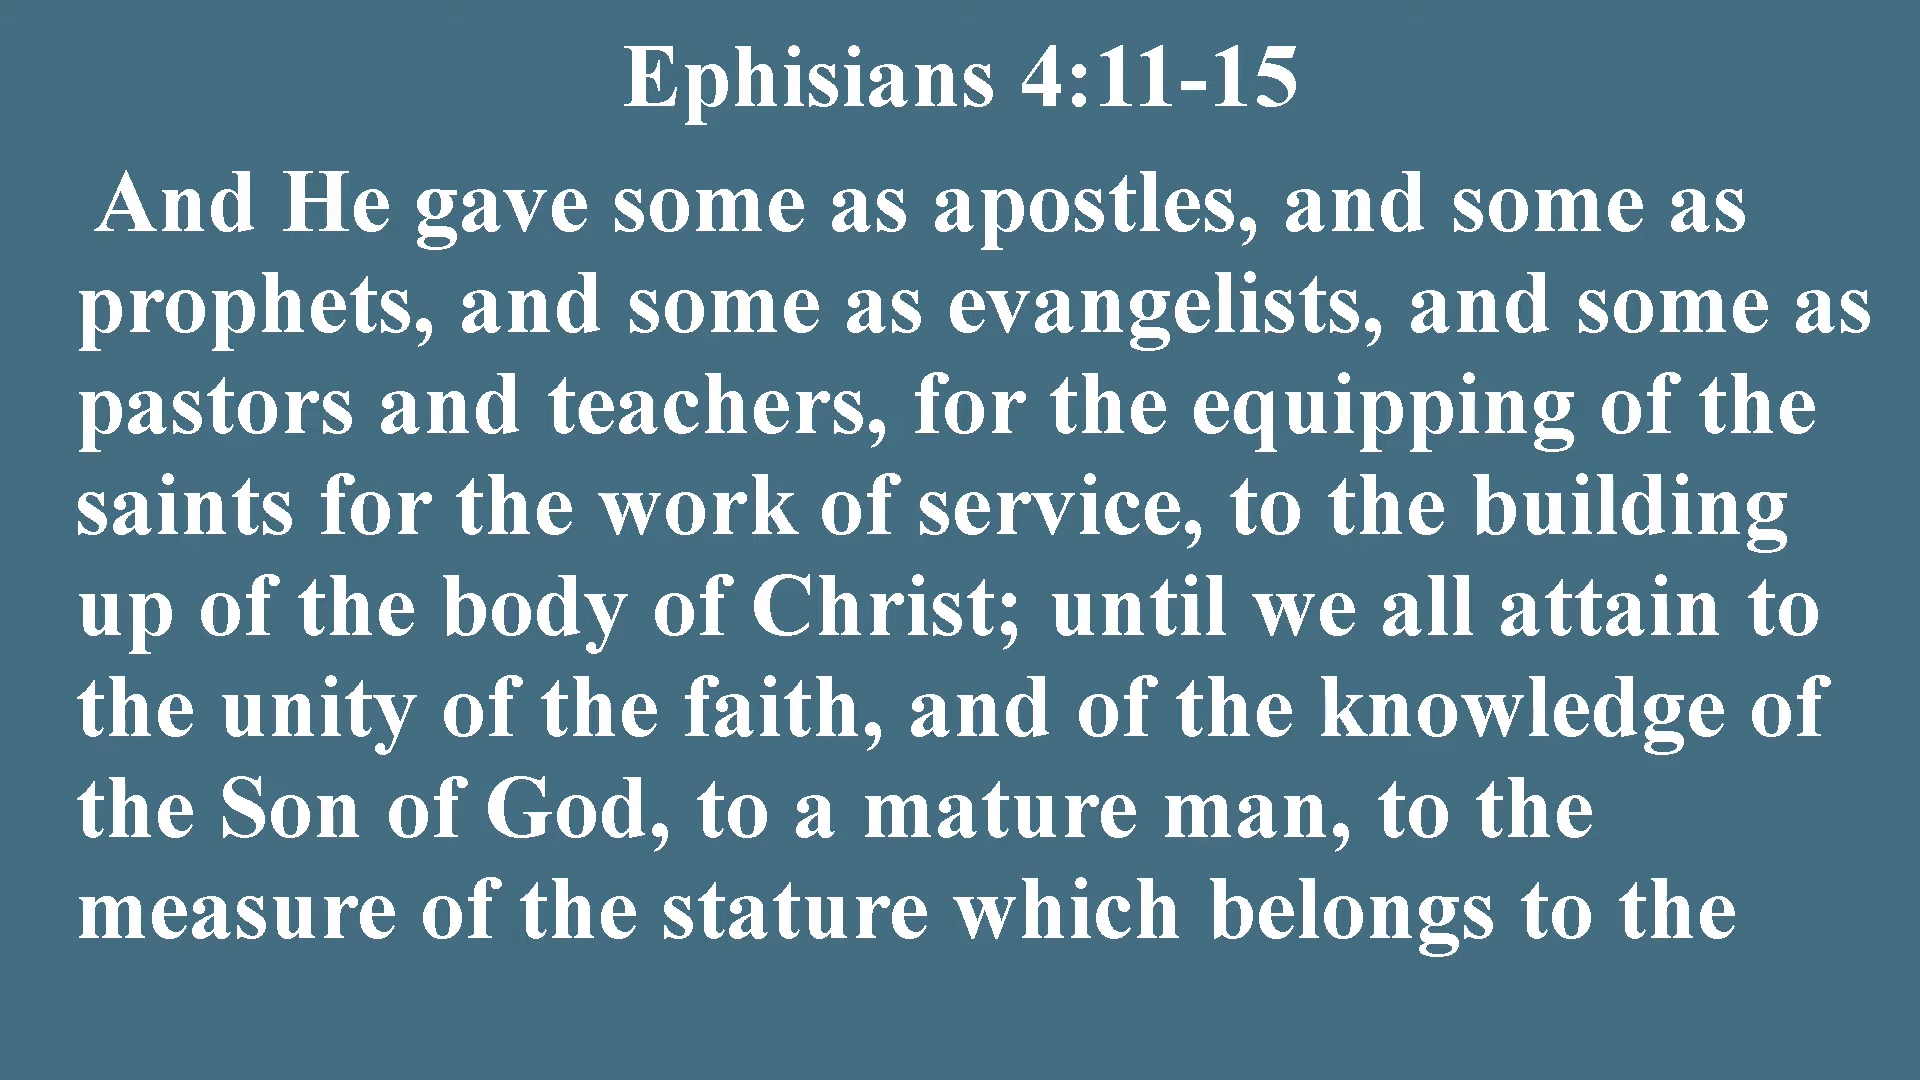 Ephisians 4:11-15
And He gave some as apostles, and some as
prophets, and some as evangelists, and some as
pastors and teachers, for the equipping of the
saints for the work of service, to the building
up of the body of Christ; until we all attain to
the unity of the faith, and of the knowledge of
the Son of God, to a mature man, to the
measure of the stature which belongs to the